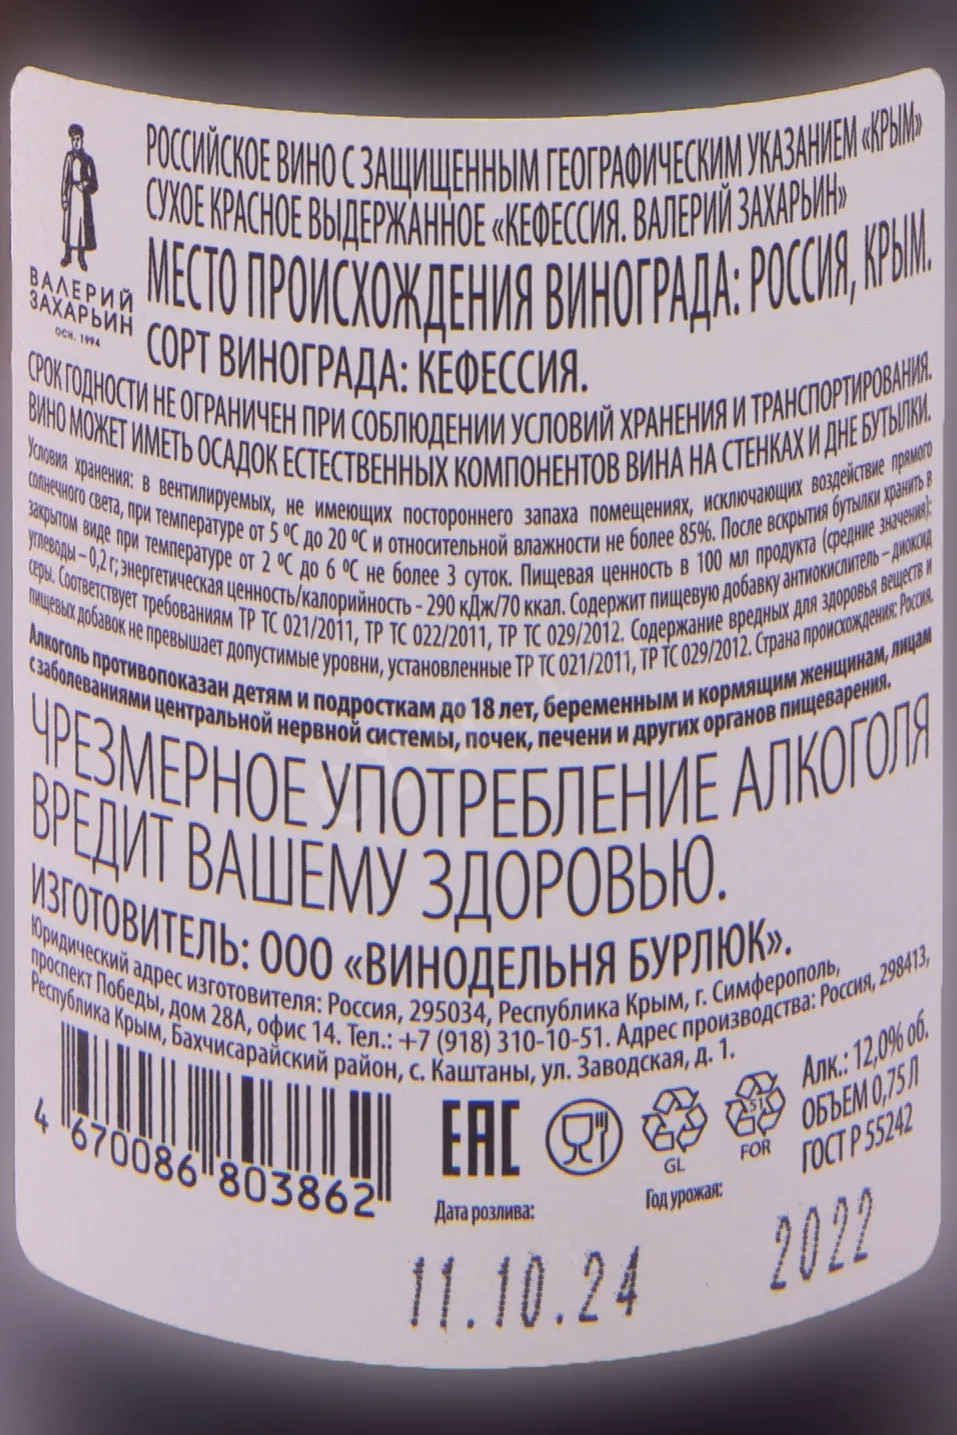 РОССИЙСКОЕ ВИНО С ЗАЩИЩЕННЫМ ГЕОГРАФИЧЕСКИМ УКАЗАНИЕМ «КРЫМ»
СУХОЕ КРАСНОЕ ВЫДЕРЖАННОЕ «КЕФЕССИЯ. ВАЛЕРИЙ ЗАХАРЬИН»
МЕСТО ПРОИСХОЖДЕНИЯ ВИНОГРАДА: РОССИЯ, КРЫМ.
СОРТ ВИНОГРАДА: КЕФЕССИЯ.
ВАЛЕРИЙ
ЗАХАРЬИН
ОСН. 1994
СРОК ГОДНОСТИ НЕ ОГРАНИЧЕН ПРИ СОБЛЮДЕНИИ УСЛОВИЙ ХРАНЕНИЯ И ТРАНСПОРТИРОВАНИЯ.
ВИНО МОЖЕТ ИМЕТЬ ОСАДОК ЕСТЕСТВЕННЫХ КОМПОНЕНТОВ ВИНА НА СТЕНКАХ И ДНЕ БУТЫЛКИ.
Условия хранения: в вентилируемых, не имеющих постороннего запаха помещениях, исключающих воздействие прямого
солнечного света, при температуре от 5 ºС до 20 ºС и относительной влажности не более 85%. После вскрытия бутылки хранить в
закрытом виде при температуре от 2 ºС до 6 ºС не более 3 суток. Пищевая ценность в 100 мл продукта (средние значения):
углеводы – 0,2 г; энергетическая ценность/калорийность - 290 кДж/70 ккал. Содержит пищевую добавку антиокислитель – диоксид
серы. Соответствует требованиям ТР ТС 021/2011, ТР ТС 022/2011, ТР ТС 029/2012. Содержание вредных для здоровья веществ и
пищевых добавок не превышает допустимые уровни, установленные ТР ТС 021/2011, ТР ТС 029/2012. Страна происхождения: Россия.
Алкоголь противопоказан детям и подросткам до 18 лет, беременным и кормящим женщинам, лицам
с заболеваниями центральной нервной системы, почек, печени и других органов пищеварения.
ЧРЕЗМЕРНОЕ УПОТРЕБЛЕНИЕ АЛКОГОЛЯ
ВРЕДИТ ВАШЕМУ ЗДОРОВЬЮ.
ИЗГОТОВИТЕЛЬ: ООО «ВИНОДЕЛЬНЯ БУРЛЮК».
Юридический адрес изготовителя: Россия, 295034, Республика Крым, г. Симферополь,
проспект Победы, дом 28А, офис 14. Тел.: +7 (918) 310-10-51. Адрес производства: Россия, 298413,
Республика Крым, Бахчисарайский район, с. Каштаны, ул. Заводская, д. 1.
Алк.: 12,0% об.
ОБЪЕМ 0,75 Л
ГОСТ Р 55242
4 670086 803862
ЕАС
GL
51
FOR
Дата розлива:
Год урожая:
11.10.24
2022